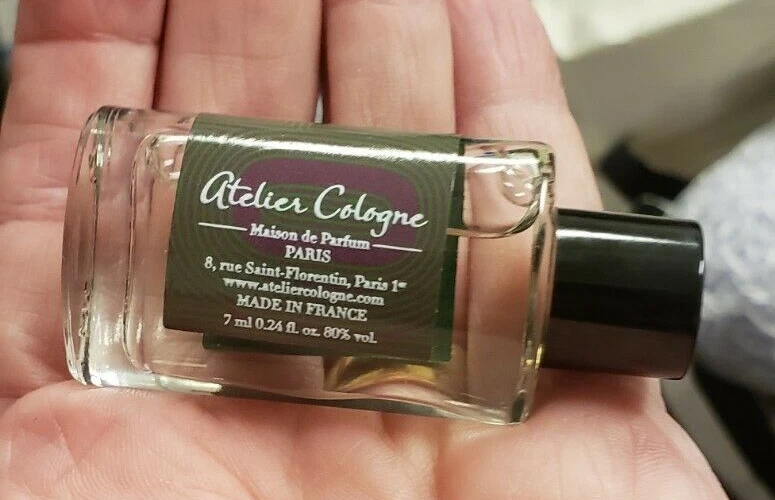 Atelier Cologne
Maison de Parfum
PARIS
8, rue Saint-Florentin, Paris 1er
www.ateliercologne.com
MADE IN FRANCE
7 ml 0.24 fl. oz. 80% vol.